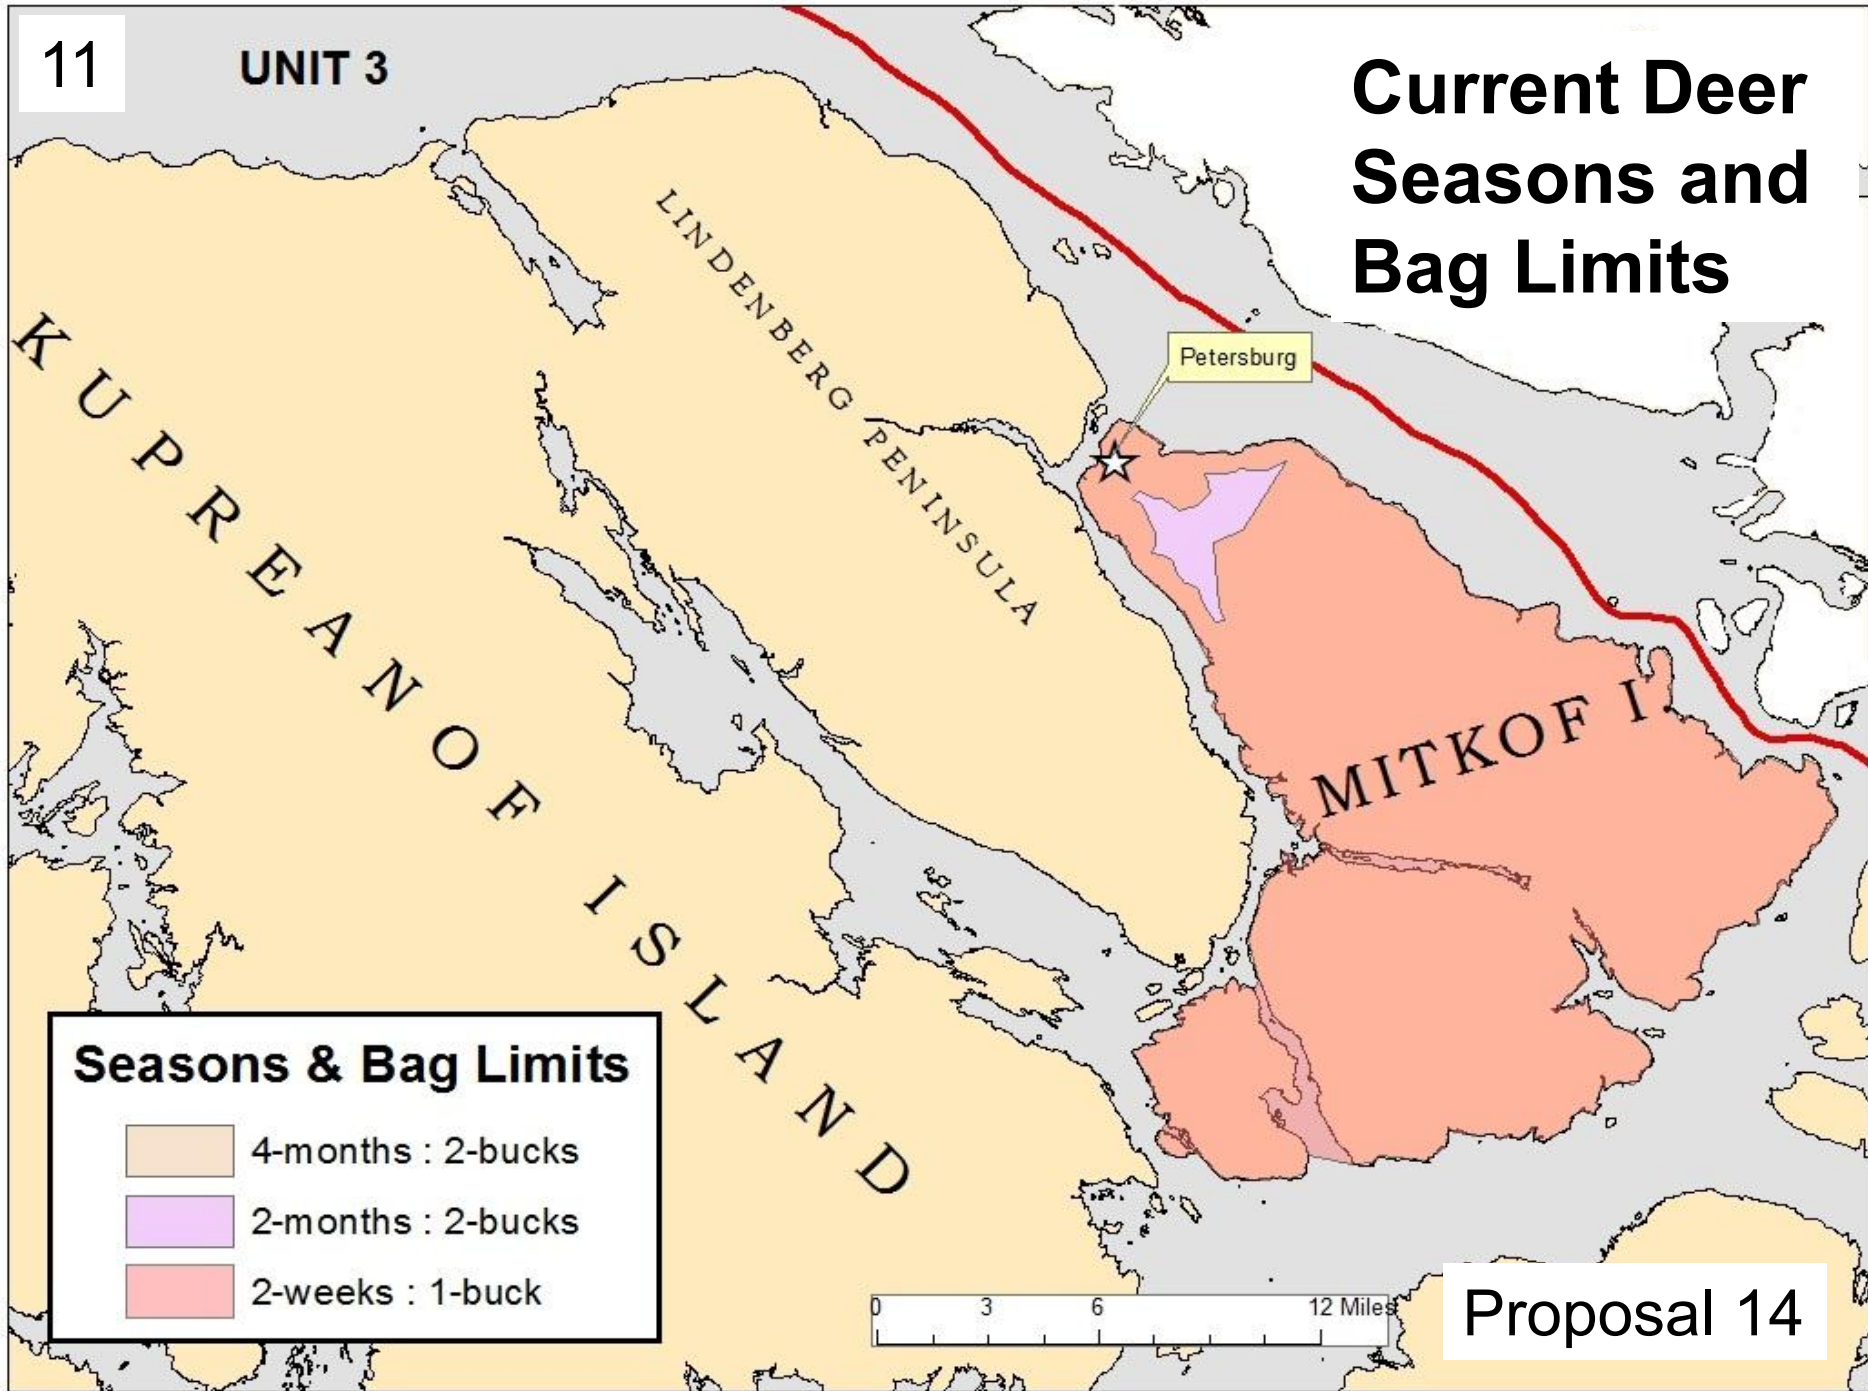 11
UNIT 3
Current Deer
Seasons and
Bag Limits
LINDENBERG PENINSULA
Petersburg
KUPREANOF ISLAND
MITKOF I.
Seasons & Bag Limits
4-months : 2-bucks
2-months : 2-bucks
2-weeks : 1-buck
0 3 6 12 Miles
Proposal 14